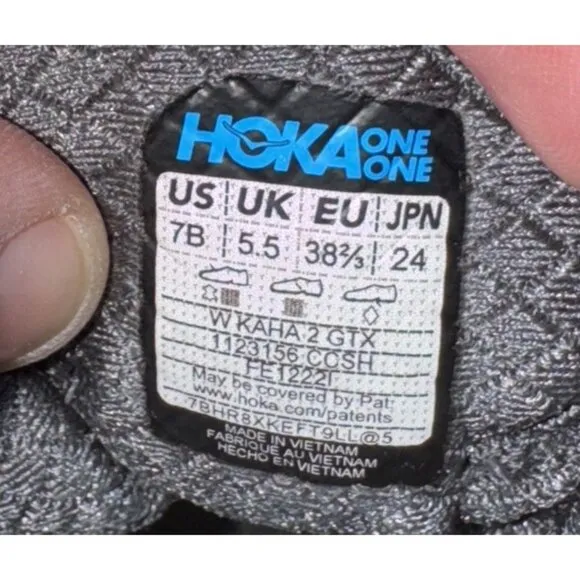 HOKA ONE ONE
US UK EU JPN
7B 5.5 38⅔ 24
W KAHA 2 GTX
1123156 CCSH
FE1222I
May be covered by Pat:
www.hoka.com/patents
7BHR8XKEFT9LL@5
MADE IN VIETNAM
FABRIQUE AU VIETNAM
HECHO EN VIETNAM